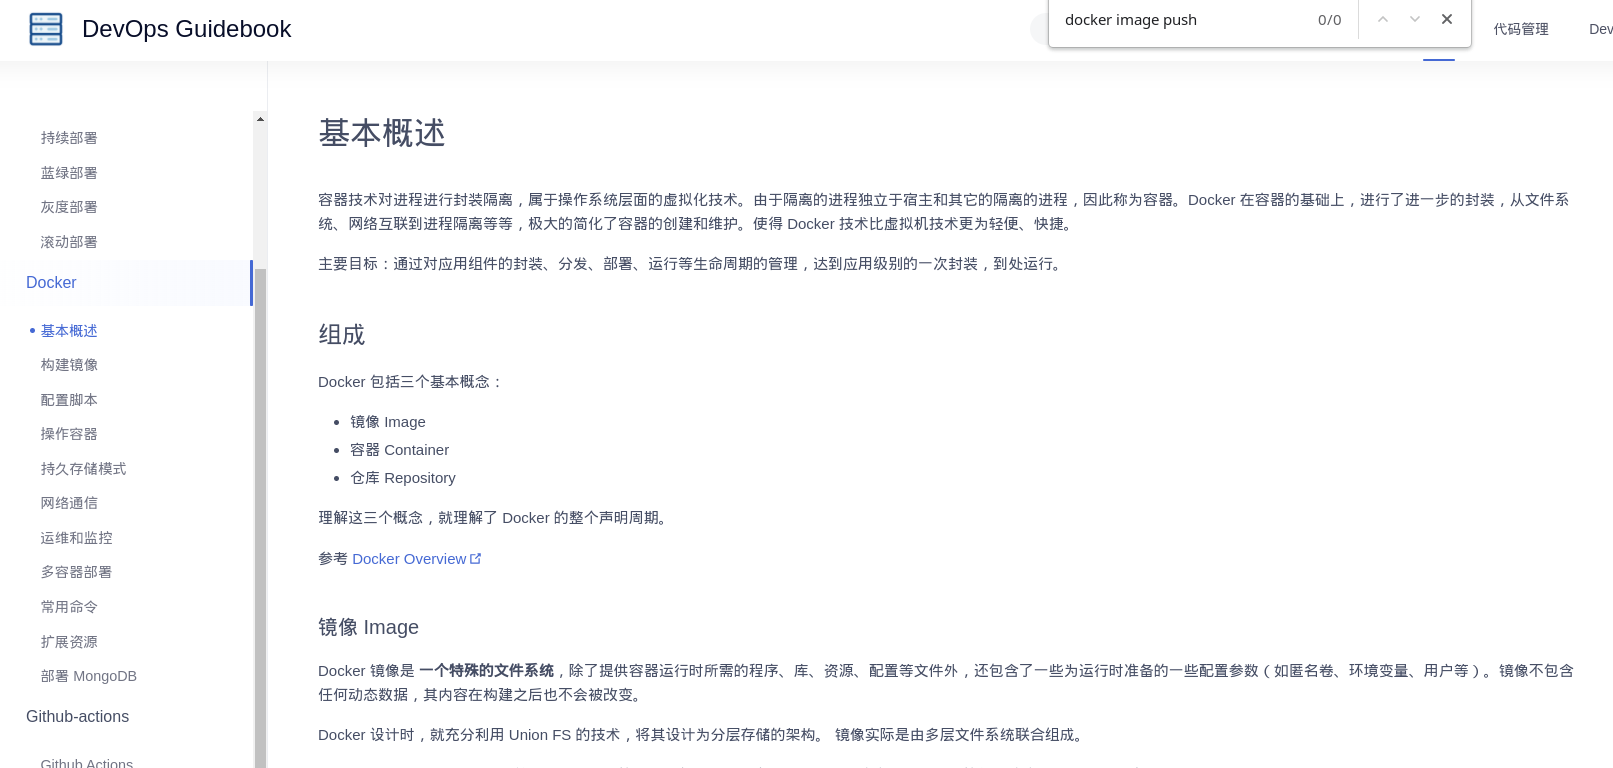 DevOps Guidebook
docker image push
0/0
代码管理
Dev
持续部署
蓝绿部署
灰度部署
滚动部署
Docker
基本概述
构建镜像
配置脚本
操作容器
持久存储模式
网络通信
运维和监控
多容器部署
常用命令
扩展资源
部署 MongoDB
Github-actions
Github Actions
基本概述
容器技术对进程进行封装隔离，属于操作系统层面的虚拟化技术。由于隔离的进程独立于宿主和其它的隔离的进程，因此称为容器。Docker 在容器的基础上，进行了进一步的封装，从文件系
统、网络互联到进程隔离等等，极大的简化了容器的创建和维护。使得 Docker 技术比虚拟机技术更为轻便、快捷。
主要目标：通过对应用组件的封装、分发、部署、运行等生命周期的管理，达到应用级别的一次封装，到处运行。
组成
Docker 包括三个基本概念：
镜像 Image
容器 Container
仓库 Repository
理解这三个概念，就理解了 Docker 的整个声明周期。
参考 Docker Overview
镜像 Image
Docker 镜像是 一个特殊的文件系统，除了提供容器运行时所需的程序、库、资源、配置等文件外，还包含了一些为运行时准备的一些配置参数（如匿名卷、环境变量、用户等）。镜像不包含
任何动态数据，其内容在构建之后也不会被改变。
Docker 设计时，就充分利用 Union FS 的技术，将其设计为分层存储的架构。 镜像实际是由多层文件系统联合组成。